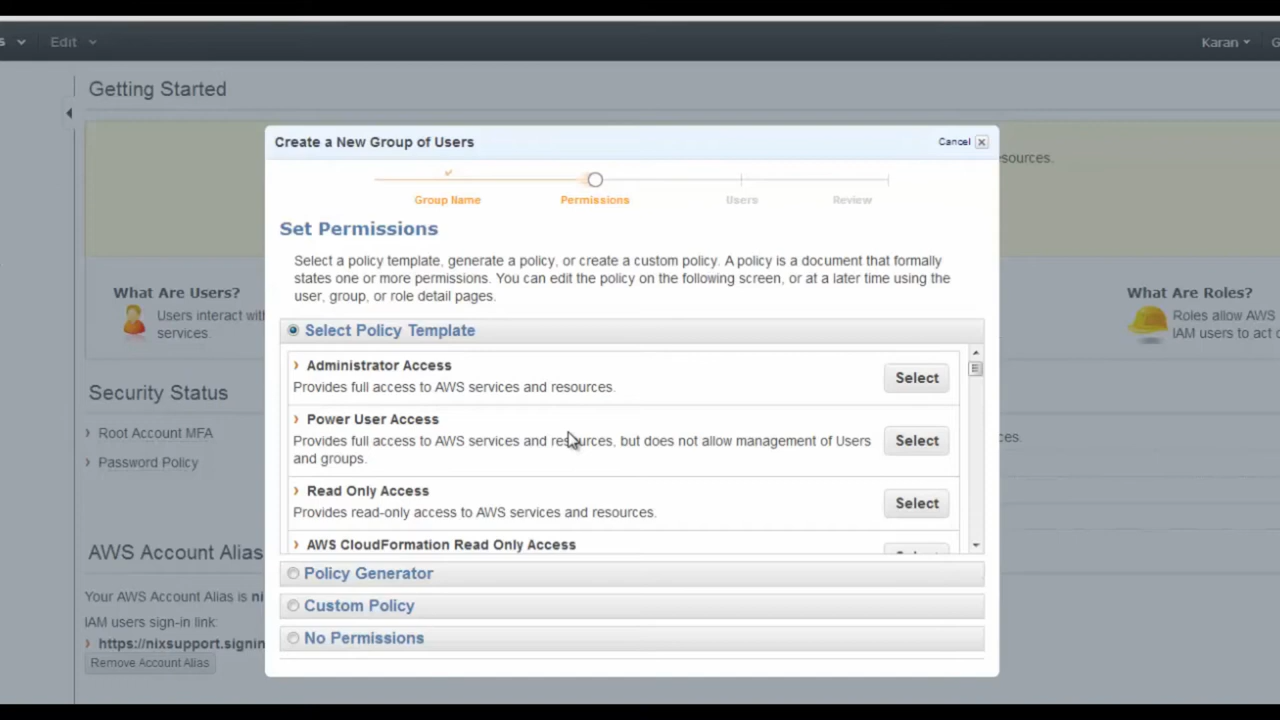 s
Edit
Karan
G
Getting Started
Create a New Group of Users
Cancel
sources.
Group Name
Permissions
Users
Review
Set Permissions
Select a policy template, generate a policy, or create a custom policy. A policy is a document that formally
states one or more permissions. You can edit the policy on the following screen, or at a later time using the
user, group, or role detail pages.
What Are Users?
Users interact wit
services.
What Are Roles?
Roles allow AWS
IAM users to act o
Select Policy Template
Administrator Access
Provides full access to AWS services and resources.
Select
Power User Access
Provides full access to AWS services and resources, but does not allow management of Users
and groups.
Select
Read Only Access
Provides read-only access to AWS services and resources.
Select
AWS CloudFormation Read Only Access
Security Status
Root Account MFA
Password Policy
ces.
Policy Generator
Custom Policy
No Permissions
AWS Account Alias
Your AWS Account Alias is ni
IAM users sign-in link:
https://nixsupport.signin
Remove Account Alias